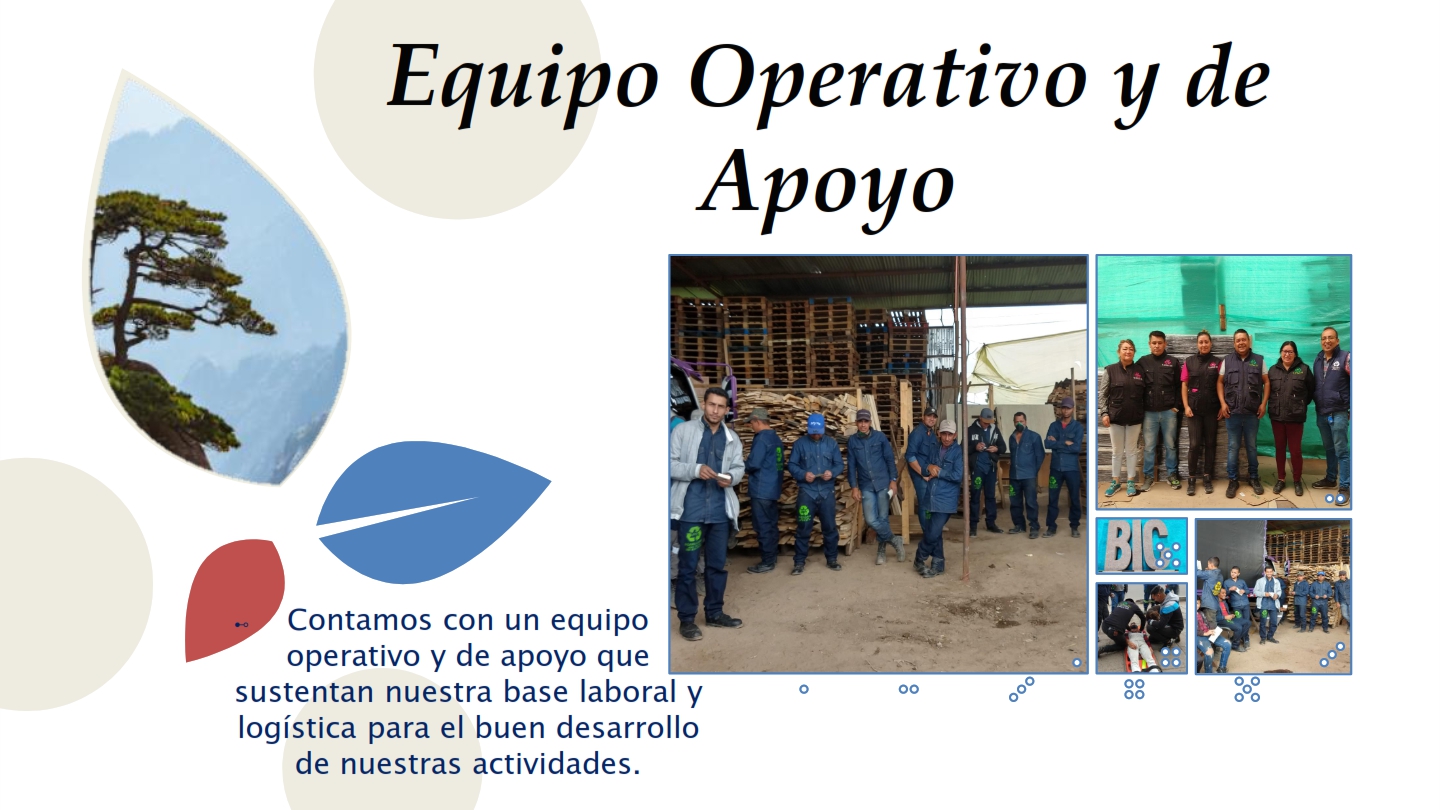 Equipo Operativo y de
Apoyo
Contamos con un equipo
operativo y de apoyo que
sustentan nuestra base laboral y
logística para el buen desarrollo
de nuestras actividades.
BIC